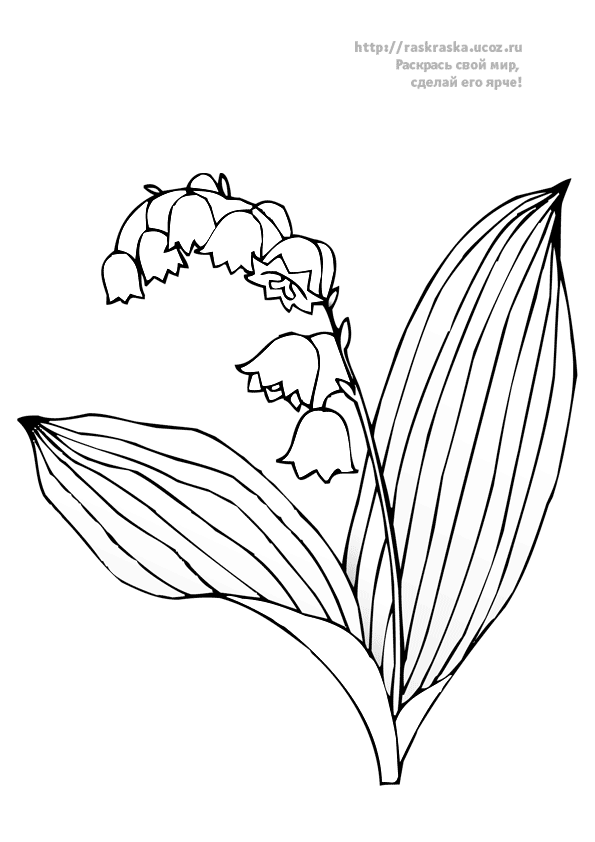 http://raskraska.ucoz.ru
Раскрась свой мир,
сделай его ярче!